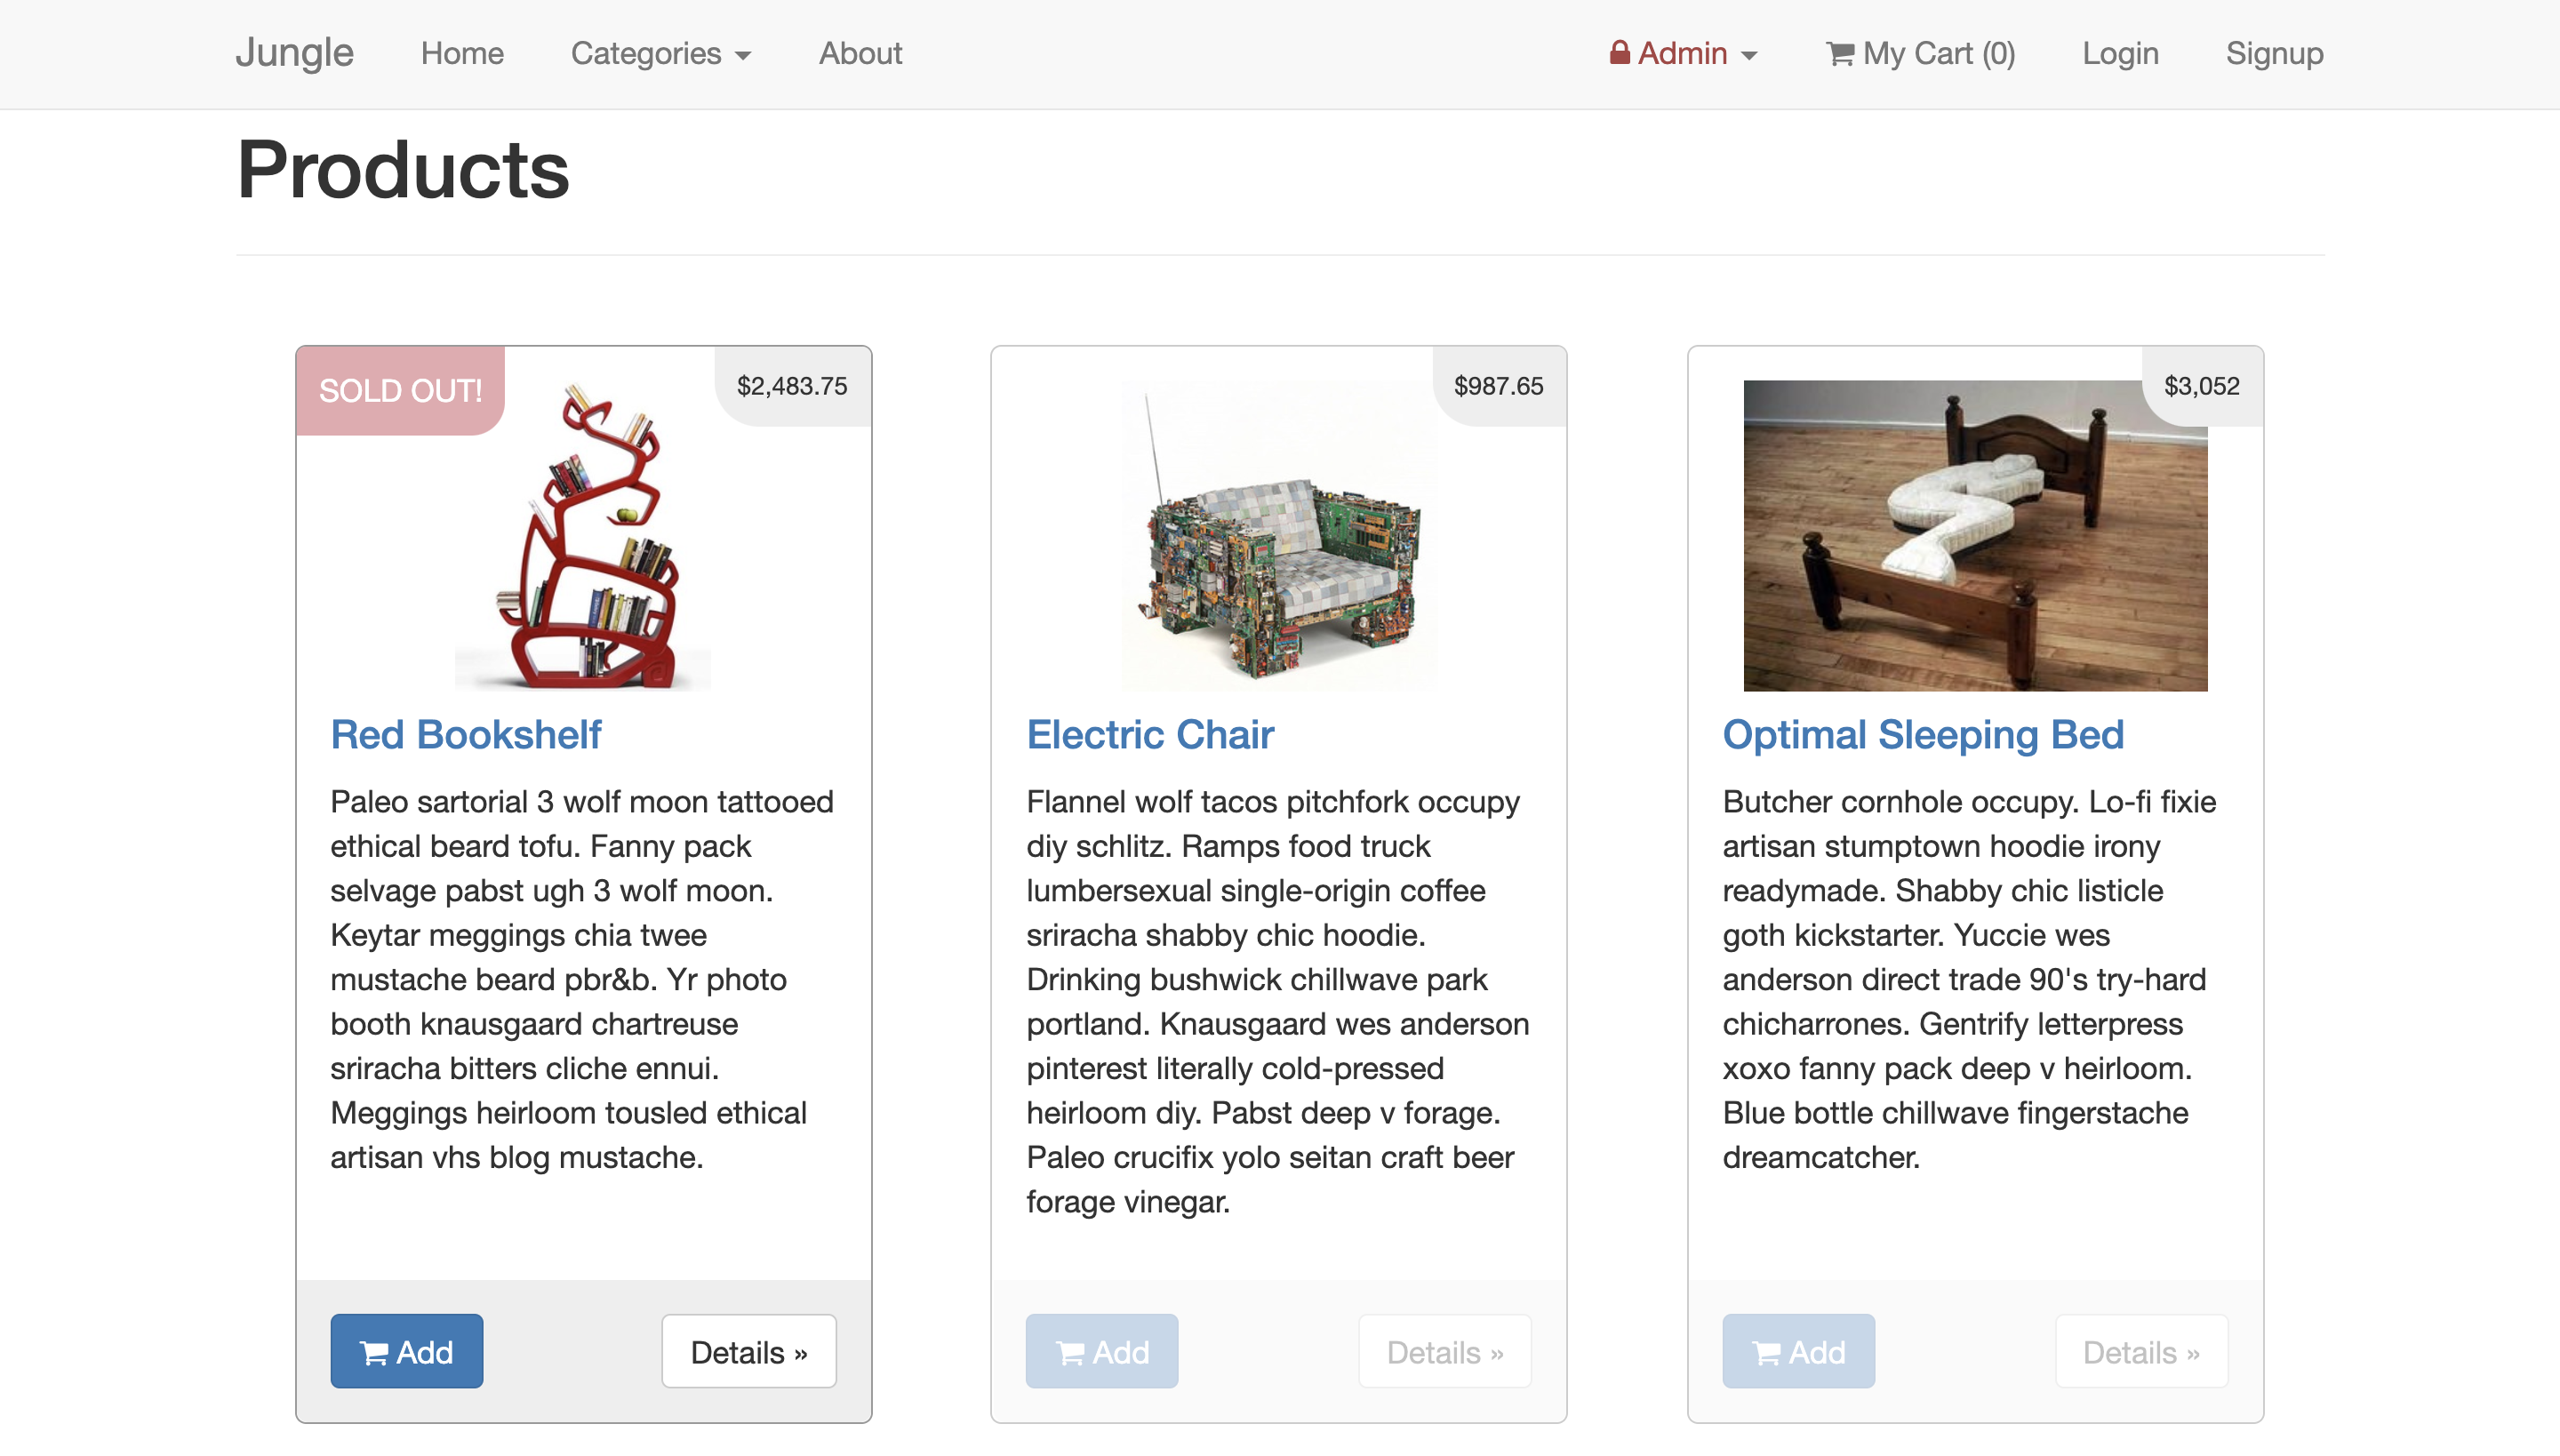 Jungle Home Categories About Admin My Cart (0) Login Signup
Products
SOLD OUT!
$2,483.75
Red Bookshelf
Paleo sartorial 3 wolf moon tattooed
ethical beard tofu. Fanny pack
selvage pabst ugh 3 wolf moon.
Keytar meggings chia twee
mustache beard pbr&b. Yr photo
booth knausgaard chartreuse
sriracha bitters cliche ennui.
Meggings heirloom tousled ethical
artisan vhs blog mustache.
Add
Details »
$987.65
Electric Chair
Flannel wolf tacos pitchfork occupy
diy schlitz. Ramps food truck
lumbersexual single-origin coffee
sriracha shabby chic hoodie.
Drinking bushwick chillwave park
portland. Knausgaard wes anderson
pinterest literally cold-pressed
heirloom diy. Pabst deep v forage.
Paleo crucifix yolo seitan craft beer
forage vinegar.
Add
Details »
$3,052
Optimal Sleeping Bed
Butcher cornhole occupy. Lo-fi fixie
artisan stumptown hoodie irony
readymade. Shabby chic listicle
goth kickstarter. Yuccie wes
anderson direct trade 90's try-hard
chicharrones. Gentrify letterpress
xoxo fanny pack deep v heirloom.
Blue bottle chillwave fingerstache
dreamcatcher.
Add
Details »